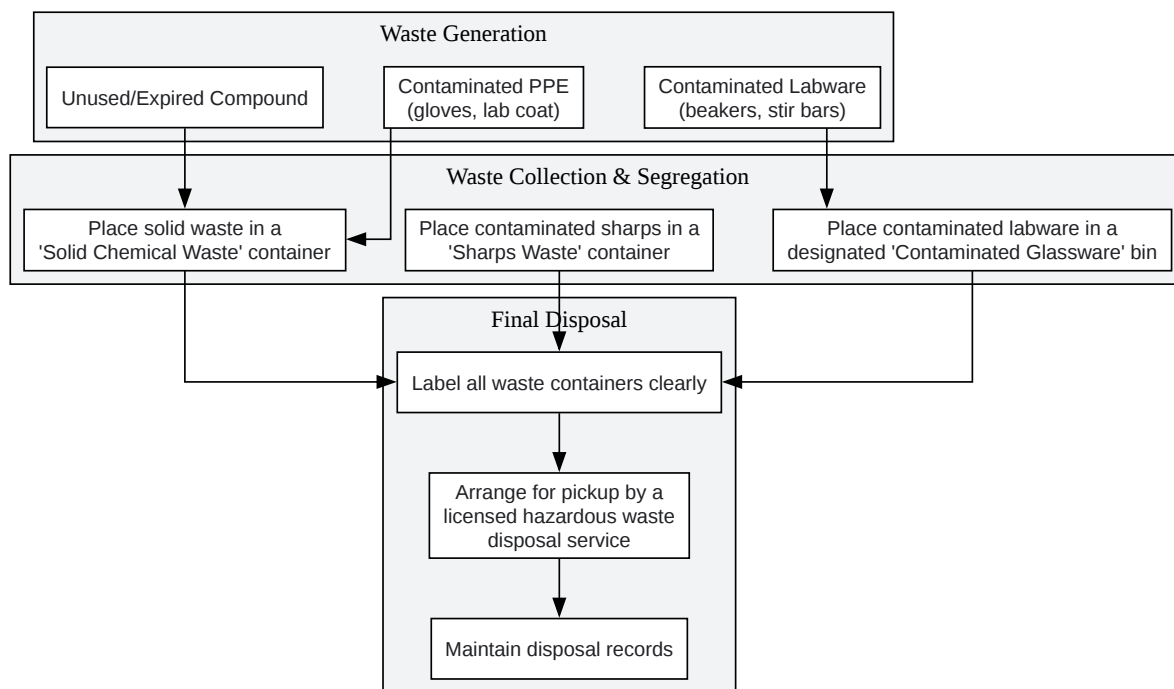 Waste Generation
Unused/Expired Compound
Contaminated PPE
(gloves, lab coat)
Contaminated Labware
(beakers, stir bars)
Waste Collection & Segregation
Place solid waste in a
'Solid Chemical Waste' container
Place contaminated sharps in a
'Sharps Waste' container
Place contaminated labware in a
designated 'Contaminated Glassware' bin
Final Disposal
Label all waste containers clearly
Arrange for pickup by a
licensed hazardous waste
disposal service
Maintain disposal records